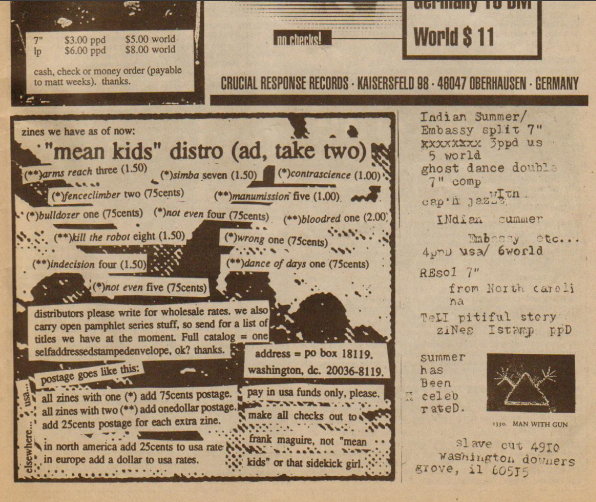 7" $3.00 ppd $5.00 world
lp $6.00 ppd $8.00 world
cash, check or money order (payable
to matt weeks). thanks.
no checks!
Germany 10 DM
World $ 11
CRUCIAL RESPONSE RECORDS · KAISERSFELD 98 · 46047 OBERHAUSEN · GERMANY
zines we have as of now:
"mean kids" distro (ad, take two)
(**)arms reach three (1.50) (*)simba seven (1.50) (*)contrascience (1.00)
(*)fenceclimber two (75cents) (**)manumission five (1.00)
(*)bulldozer one (75cents) (*)not even four (75cents) (**)bloodred one (2.00)
(**)kill the robot eight (1.50) (*)wrong one (75cents)
(**)indecision four (1.50) (**)dance of days one (75cents)
(*)not even five (75cents)
distributors please write for wholesale rates. we also
carry open pamphlet series stuff, so send for a list of
titles we have at the moment. Full catalog = one
selfaddressedstampedenvelope, ok? thanks.
address = po box 18119.
washington, dc. 20036-8119.
postage goes like this:
usa...
all zines with one (*) add 75cents postage.
all zines with two (**) add onedollar postage.
add 25cents postage for each extra zine.
elsewhere...
in north america add 25cents to usa rate
in europe add a dollar to usa rates.
pay in usa funds only, please.
make all checks out to
frank maguire, not "mean
kids" or that sidekick girl.
Indian Summer/
Embassy split 7"
xxxxxxxx 3ppd us
5 world
ghost dance double
7" comp
wItn
cap'n jazz
INdian summer
Embassy etc...
4ppD usa/ 6world
REsol 7"
from North caroli
na
TeLI pitiful story
ziNes 1stamp ppD
summer
has
Been
celeb
rateD.
1330. MAN WITH GUN
slave cut 4910
washington downers
grove, il 60515